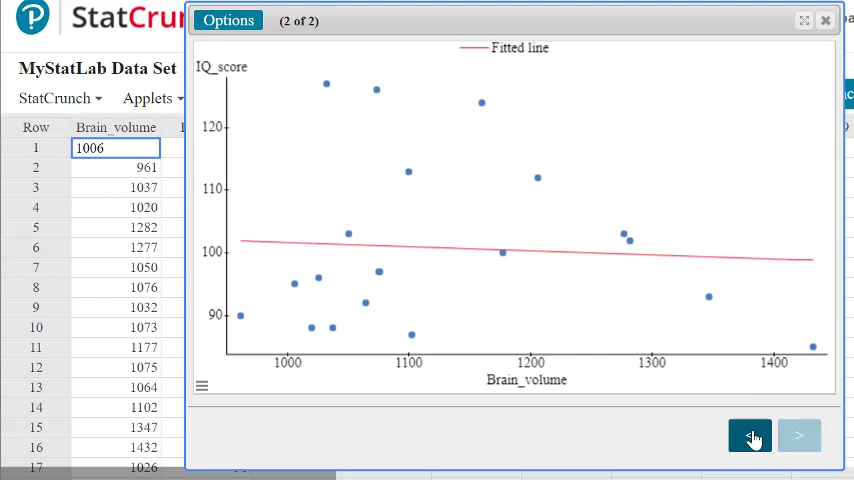 StatCrun
Options (2 of 2)
MyStatLab Data Set
StatCrunch Applets
Row Brain_volume
1 1006
2 961
3 1037
4 1020
5 1282
6 1277
7 1050
8 1076
9 1032
10 1073
11 1177
12 1075
13 1064
14 1102
15 1347
16 1432
17 1026
Fitted line
IQ_score
120
110
100
90
1000 1100 1200 1300 1400
Brain_volume
< >